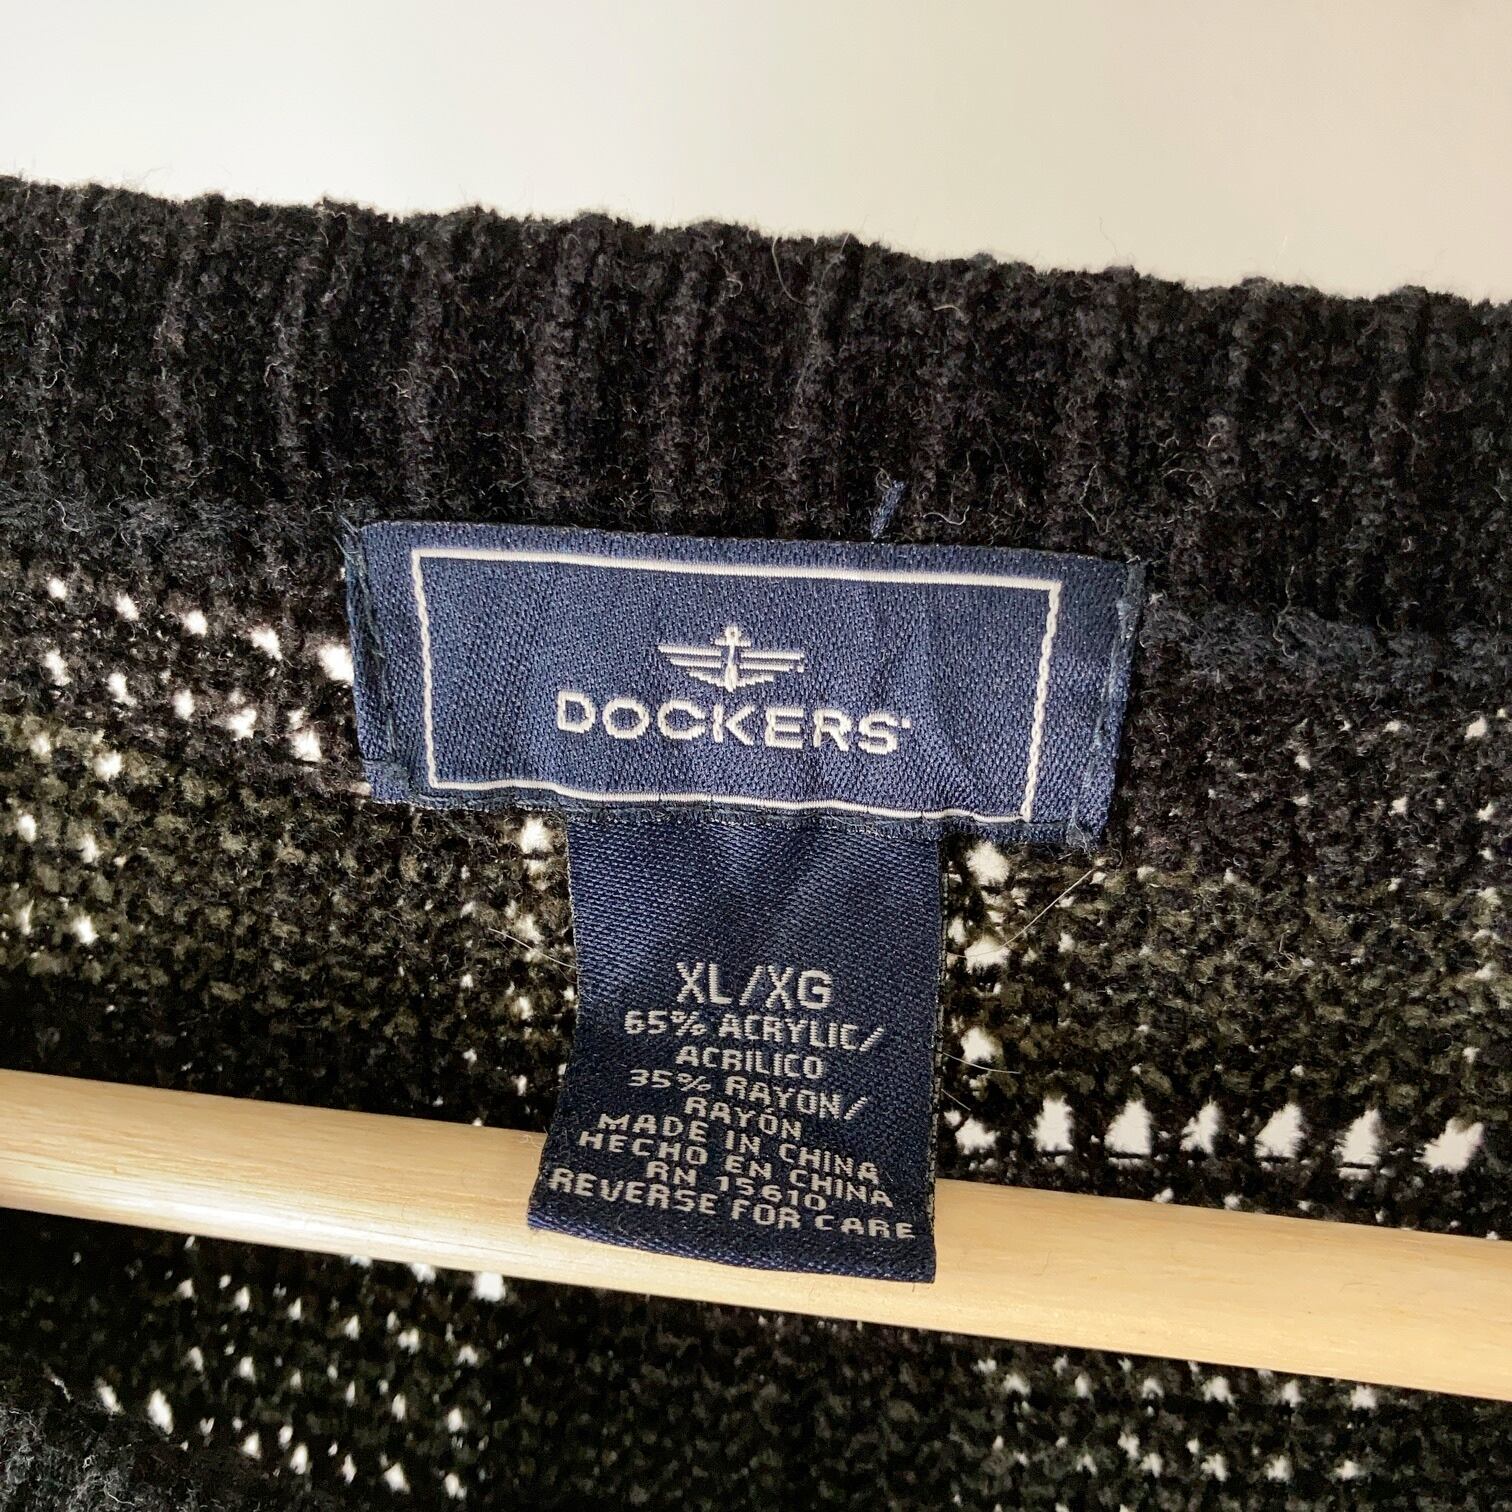 DOCKERS®
XL/XG
65% ACRYLIC/
ACRILICO
35% RAYON/
RAYÓN
MADE IN CHINA
HECHO EN CHINA
RN 15610
REVERSE FOR CARE